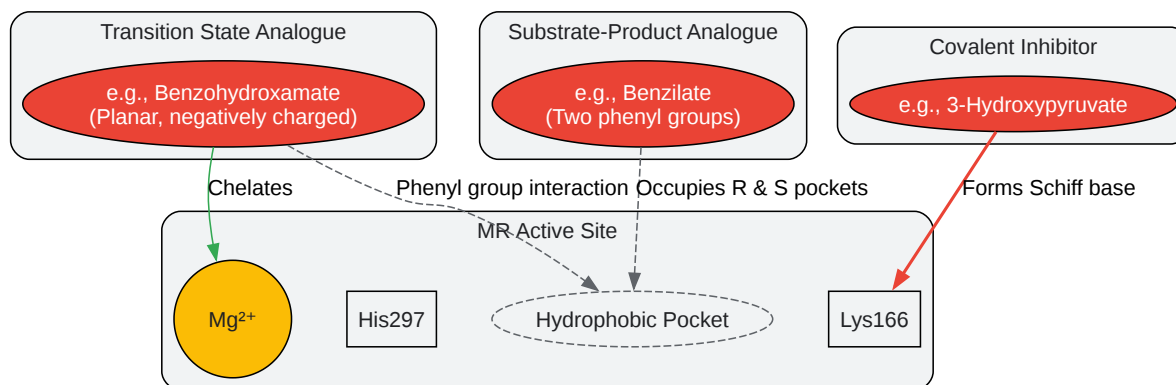 Transition State Analogue
e.g., Benzohydroxamate
(Planar, negatively charged)
Substrate-Product Analogue
e.g., Benzilate
(Two phenyl groups)
Covalent Inhibitor
e.g., 3-Hydroxypyruvate
Chelates
Phenyl group interaction
Occupies R & S pockets
Forms Schiff base
MR Active Site
Mg²⁺
His297
Hydrophobic Pocket
Lys166